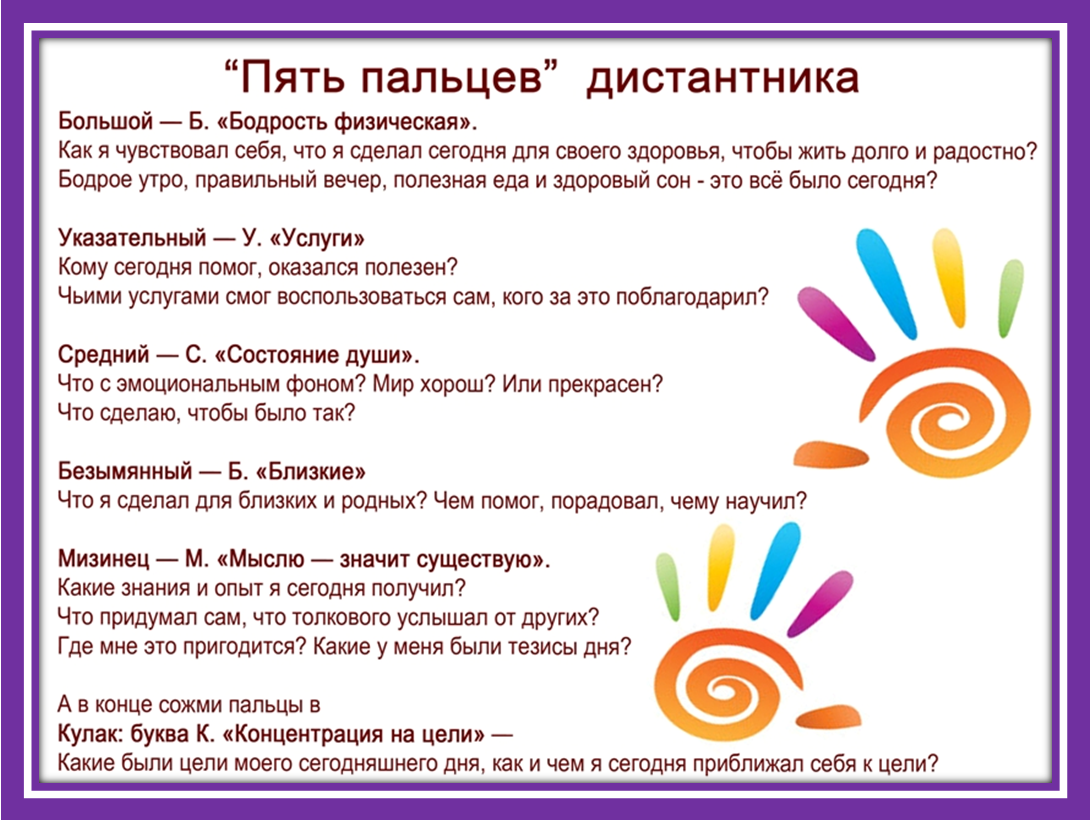 “Пять пальцев” дистантника
Большой — Б. «Бодрость физическая».
Как я чувствовал себя, что я сделал сегодня для своего здоровья, чтобы жить долго и радостно?
Бодрое утро, правильный вечер, полезная еда и здоровый сон - это всё было сегодня?
Указательный — У. «Услуги»
Кому сегодня помог, оказался полезен?
Чьими услугами смог воспользоваться сам, кого за это поблагодарил?
Средний — С. «Состояние души».
Что с эмоциональным фоном? Мир хорош? Или прекрасен?
Что сделаю, чтобы было так?
Безымянный — Б. «Близкие»
Что я сделал для близких и родных? Чем помог, порадовал, чему научил?
Мизинец — М. «Мыслю — значит существую».
Какие знания и опыт я сегодня получил?
Что придумал сам, что толкового услышал от других?
Где мне это пригодится? Какие у меня были тезисы дня?
А в конце сожми пальцы в
Кулак: буква К. «Концентрация на цели» —
Какие были цели моего сегодняшнего дня, как и чем я сегодня приближал себя к цели?